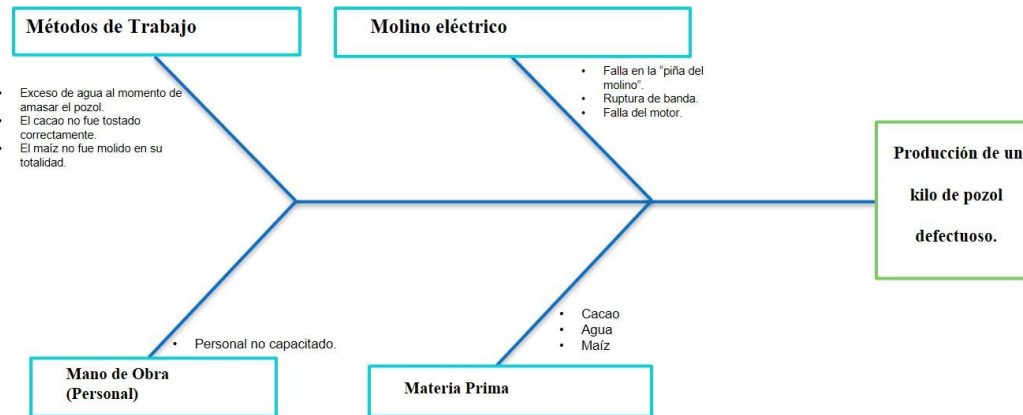 Métodos de Trabajo
Molino eléctrico
• Exceso de agua al momento de
amasar el pozol.
• El cacao no fue tostado
correctamente.
• El maíz no fue molido en su
totalidad.
• Falla en la “piña del
molino”.
• Ruptura de banda.
• Falla del motor.
Producción de un
kilo de pozol
defectuoso.
• Personal no capacitado.
• Cacao
• Agua
• Maíz
Mano de Obra
(Personal)
Materia Prima